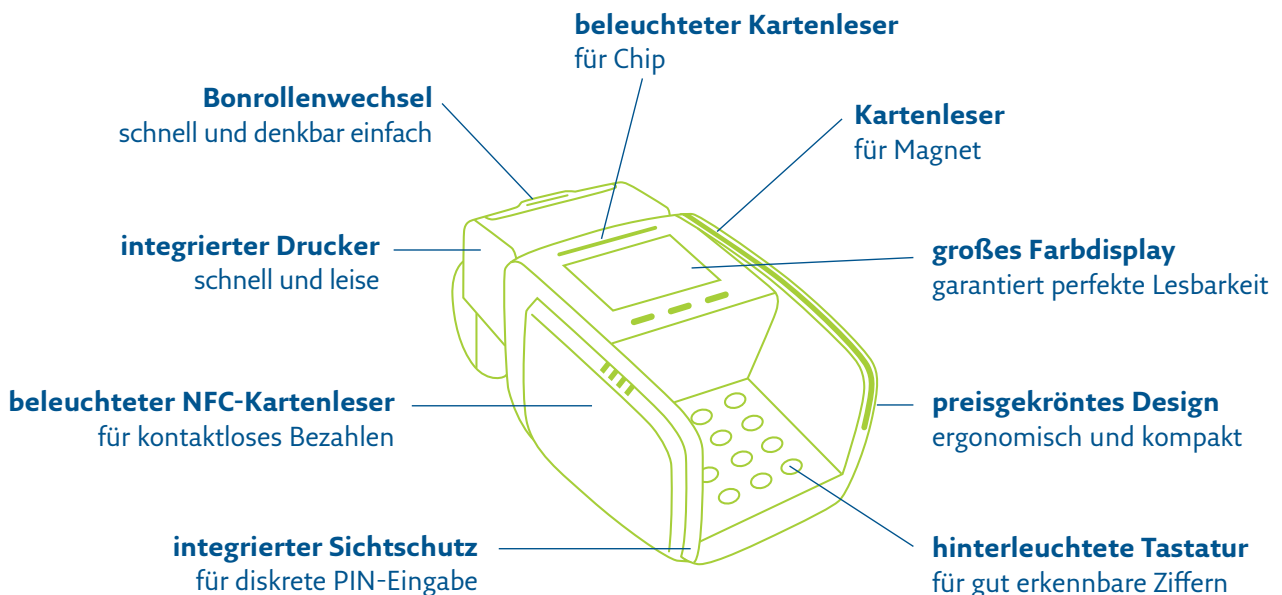 beleuchteter Kartenleser
für Chip
Bonrollenwechsel
schnell und denkbar einfach
Kartenleser
für Magnet
integrierter Drucker
schnell und leise
großes Farbdisplay
garantiert perfekte Lesbarkeit
beleuchteter NFC-Kartenleser
für kontaktloses Bezahlen
preisgekröntes Design
ergonomisch und kompakt
integrierter Sichtschutz
für diskrete PIN-Eingabe
hinterleuchtete Tastatur
für gut erkennbare Ziffern